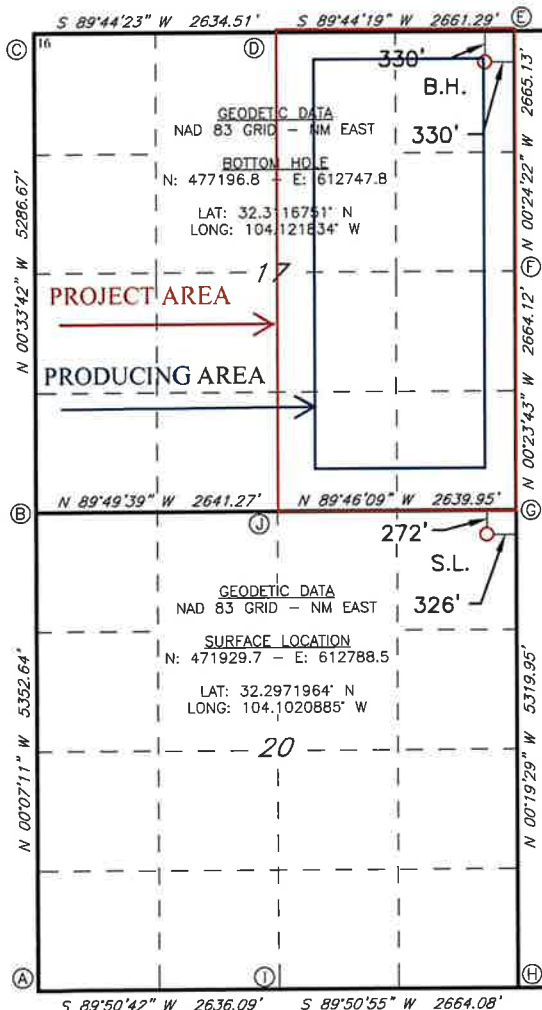 S 89°44'23" W 2634.51' S 89°44'19" W 2661.29' E
C 16 D
330'
B.H.
330'
N 00°24'22" W 2665.13'
GEODETIC DATA
NAD 83 GRID - NM EAST
BOTTOM HOLE
N: 477196.8 - E: 612747.8
LAT: 32.3116751° N
LONG: 104.121834° W
N 00°33'42" W 5286.67'
17
F
PROJECT AREA
PRODUCING AREA
N 00°23'43" W 2664.12'
N 89°49'39" W 2641.27' N 89°46'09" W 2639.95'
B J G
272'
S.L.
326'
GEODETIC DATA
NAD 83 GRID - NM EAST
SURFACE LOCATION
N: 471929.7 - E: 612788.5
LAT: 32.2971964° N
LONG: 104.1020885° W
N 00°07'11" W 5352.64'
20
N 00°19'29" W 5319.95'
A I H
S 89°50'42" W 2636.09' S 89°50'55" W 2664.08'